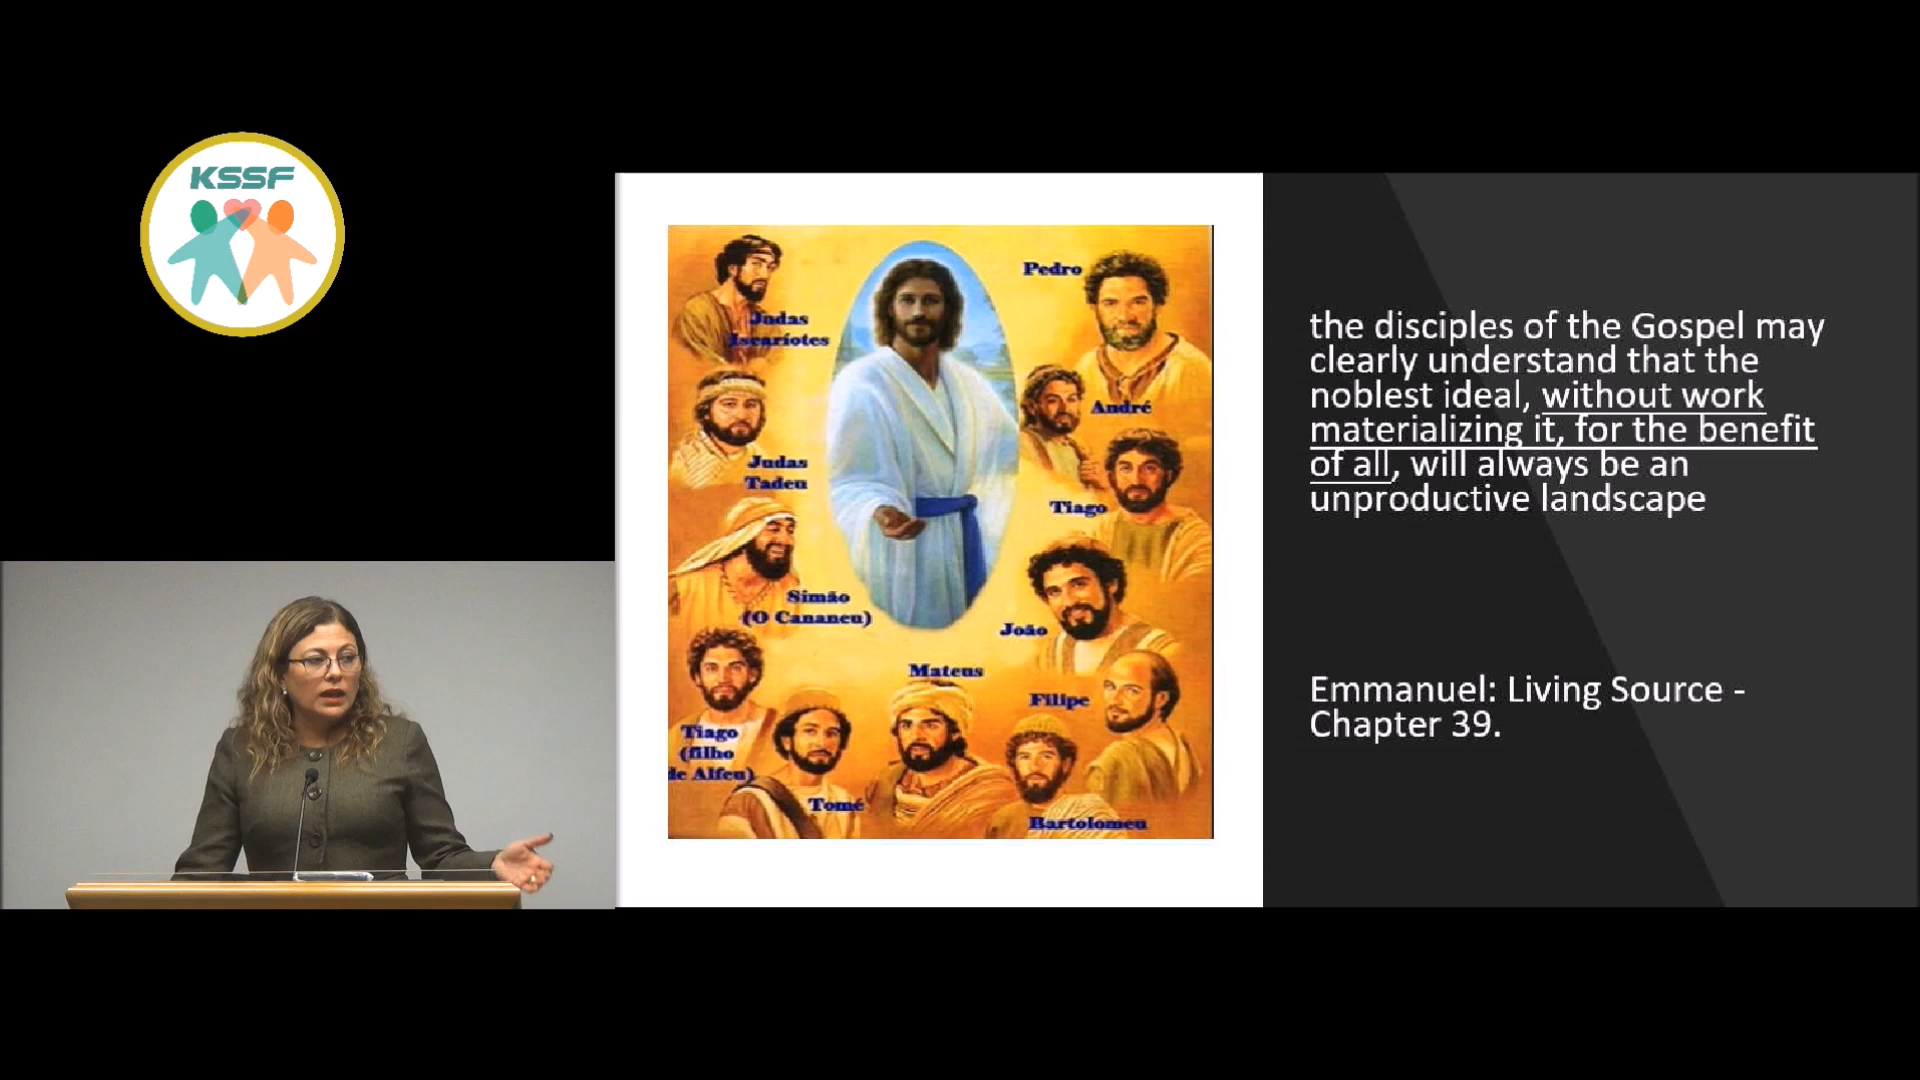 KSSF
Judas
Iscariotes
Pedro
André
Judas
Tadeu
Tiago
Simão
(O Cananeu)
João
Mateus
Filipe
Tiago
(filho
de Alfeu)
Tomé
Bartolomeu
the disciples of the Gospel may
clearly understand that the
noblest ideal, without work
materializing it, for the benefit
of all, will always be an
unproductive landscape
Emmanuel: Living Source -
Chapter 39.